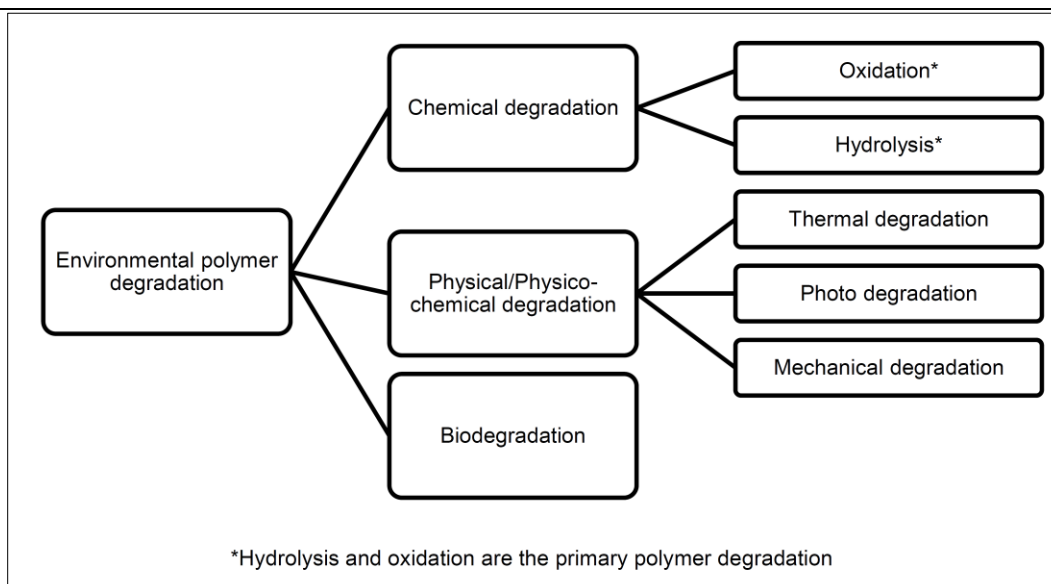 Environmental polymer
degradation
Chemical degradation
Oxidation*
Hydrolysis*
Physical/Physico-
chemical degradation
Thermal degradation
Photo degradation
Mechanical degradation
Biodegradation
*Hydrolysis and oxidation are the primary polymer degradation